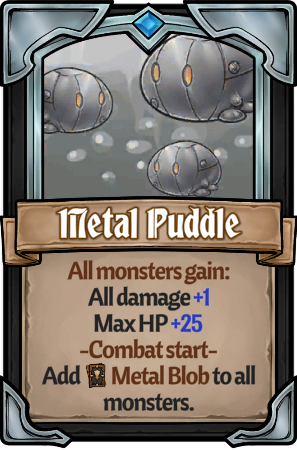 Metal Puddle
All monsters gain:
All damage +1
Max HP +25
-Combat start-
Add Metal Blob to all
monsters.